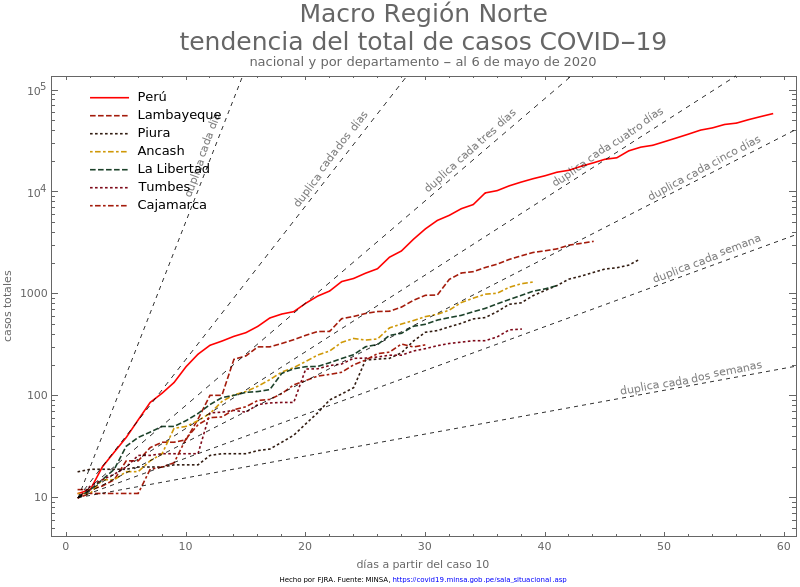 Macro Región Norte
tendencia del total de casos COVID−19
nacional y por departamento − al 6 de mayo de 2020
casos totales
10⁵
10⁴
1000
100
10
Perú
Lambayeque
Piura
Ancash
La Libertad
Tumbes
Cajamarca
duplica cada día
duplica cada dos días
duplica cada tres días
duplica cada cuatro días
duplica cada cinco días
duplica cada semana
duplica cada dos semanas
0 10 20 30 40 50 60
días a partir del caso 10
Hecho por FJRA. Fuente: MINSA, https://covid19.minsa.gob.pe/sala_situacional.asp